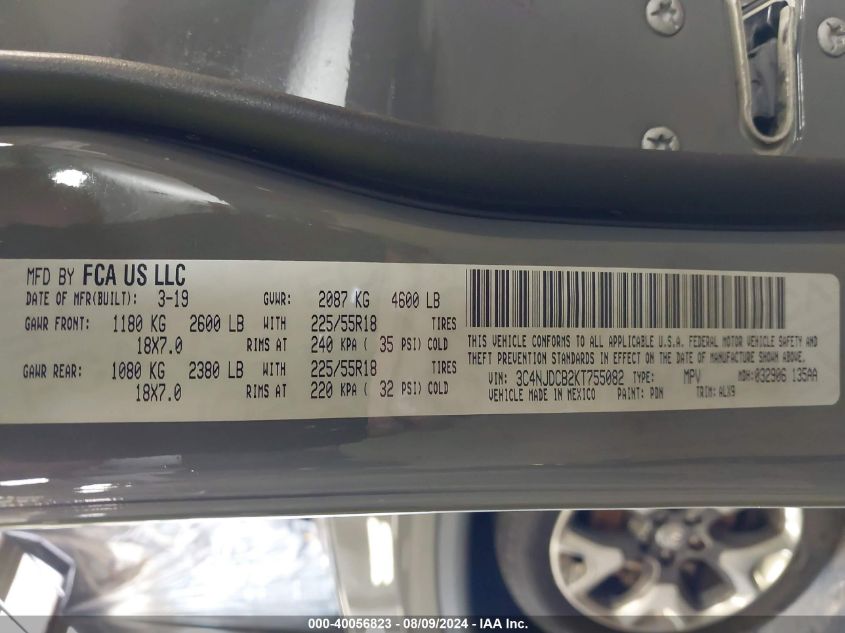 MFD BY FCA US LLC
DATE OF MFR(BUILT): 3-19 GVWR: 2087 KG 4600 LB
GAWR FRONT: 1180 KG 2600 LB WITH 225/55R18 TIRES
18X7.0 RIMS AT 240 KPA ( 35 PSI) COLD
GAWR REAR: 1080 KG 2380 LB WITH 225/55R18 TIRES
18X7.0 RIMS AT 220 KPA ( 32 PSI) COLD
THIS VEHICLE CONFORMS TO ALL APPLICABLE U.S.A. FEDERAL MOTOR VEHICLE SAFETY AND
THEFT PREVENTION STANDARDS IN EFFECT ON THE DATE OF MANUFACTURE SHOWN ABOVE.
VIN: 3C4NJDCB2KT755082 TYPE: MPV MDH: 032906 135AA
VEHICLE MADE IN MEXICO PAINT: PDN TRIM: ALX9
000-40056823 - 08/09/2024 - IAA Inc.